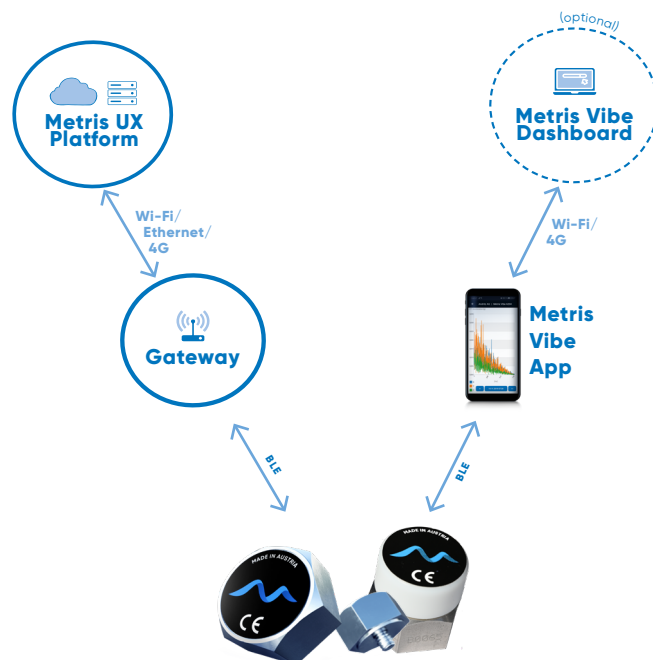 (optional)
Metris UX
Platform
Metris Vibe
Dashboard
Wi-Fi/
Ethernet/
4G
Wi-Fi/
4G
Gateway
Metris
Vibe
App
BLE
BLE
MADE IN AUSTRIA
CE
MADE IN AUSTRIA
CE